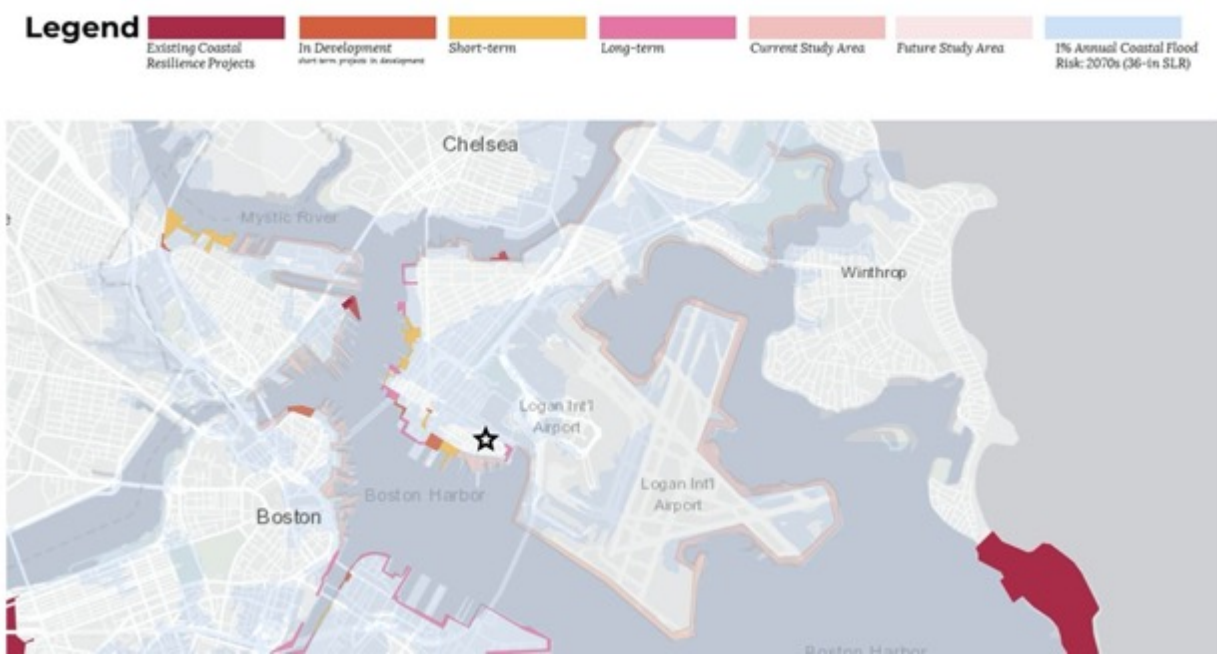 Legend
Existing Coastal
Resilience Projects
In Development
short-term projects in development
Short-term
Long-term
Current Study Area
Future Study Area
1% Annual Coastal Flood
Risk: 2070s (36-in SLR)
Chelsea
e
Mystic River
Winthrop
Logan Int'l
Airport
Logan Int'l
Airport
Boston Harbor
Boston
Boston Harbor